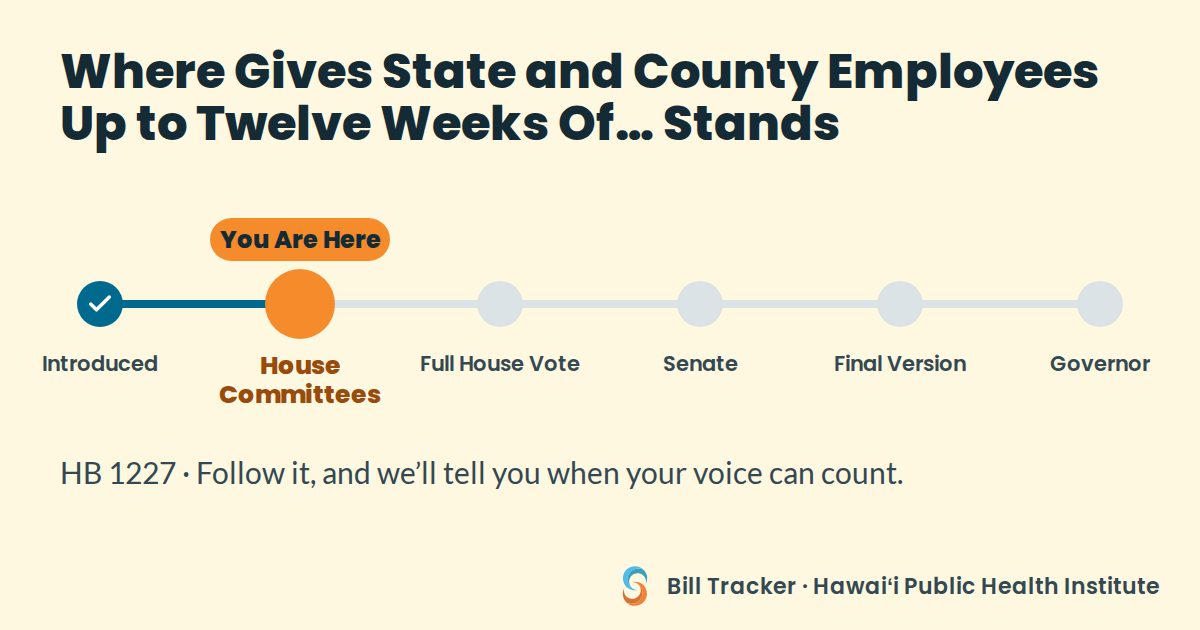 Where Gives State and County Employees
Up to Twelve Weeks Of... Stands
You Are Here
Introduced
House
Committees
Full House Vote
Senate
Final Version
Governor
HB 1227 · Follow it, and we’ll tell you when your voice can count.
Bill Tracker · Hawaiʻi Public Health Institute